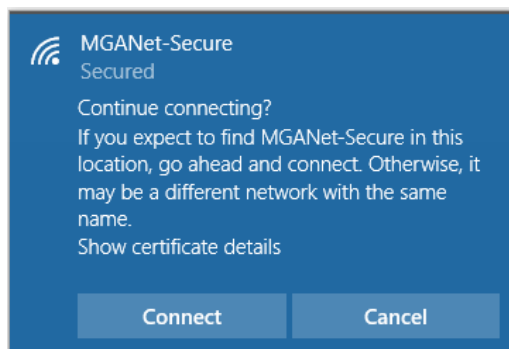 MGANet-Secure
Secured
Continue connecting?
If you expect to find MGANet-Secure in this
location, go ahead and connect. Otherwise, it
may be a different network with the same
name.
Show certificate details
Connect
Cancel